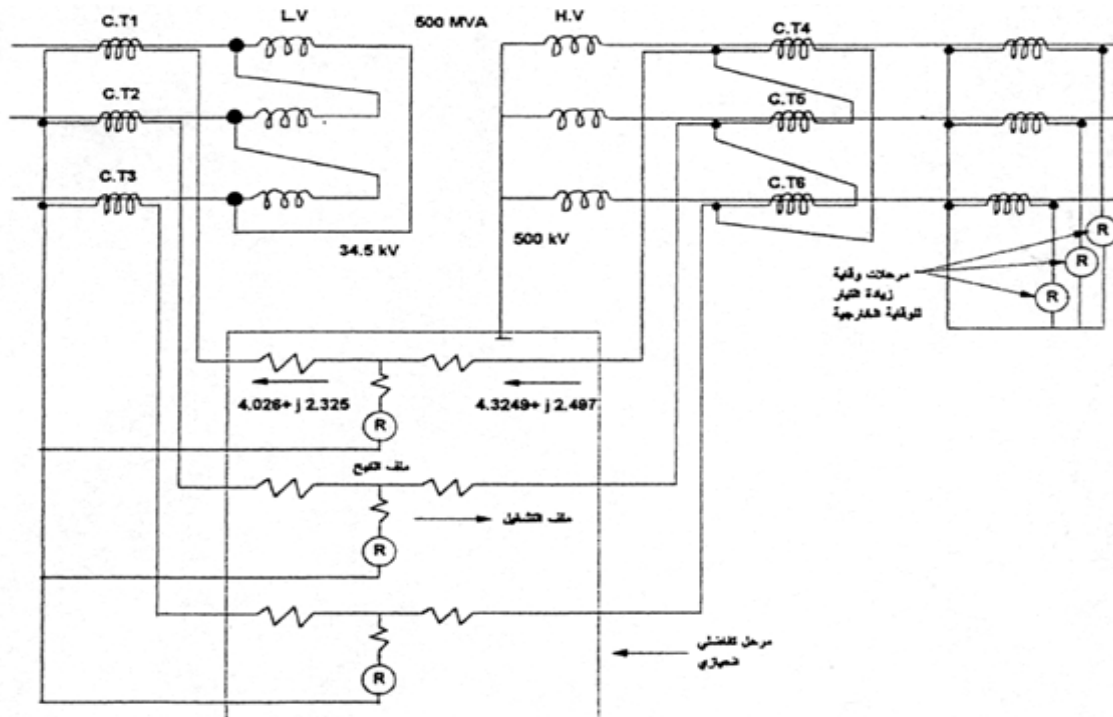 C.T1
L.V
500 MVA
H.V
C.T4
C.T2
C.T5
C.T3
C.T6
34.5 kV
500 kV
مرحلات وقاية
زيادة التيار
للوقاية الخارجية
R
R
R
4.026+ j 2.325
4.3249+ j 2.497
R
ملف الكبح
ملف التشغيل
R
مرحل تفاضلي
انحيازي
R